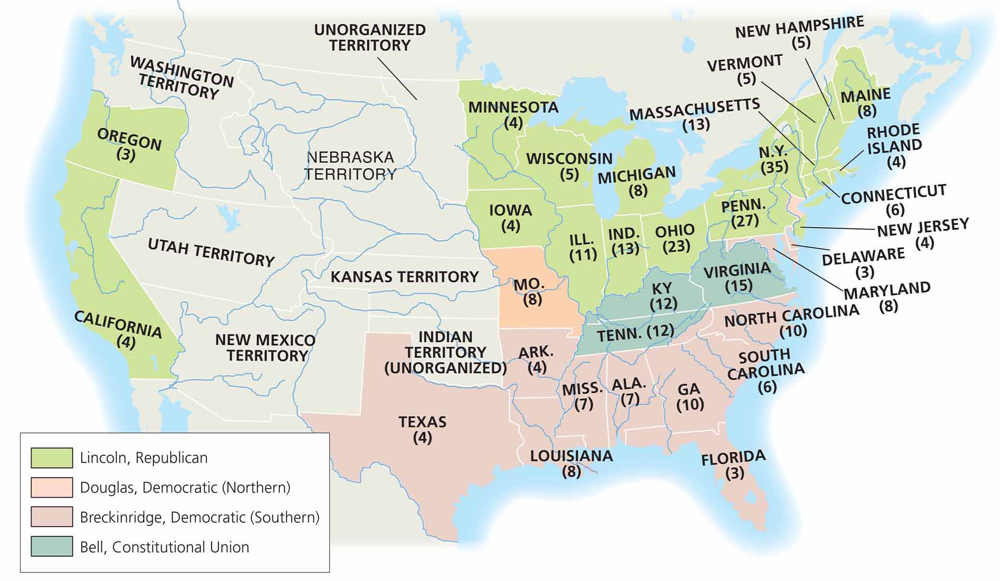 UNORGANIZED
TERRITORY
NEW HAMPSHIRE
(5)
VERMONT
(5)
WASHINGTON
TERRITORY
MASSACHUSETTS
(13)
MAINE
(8)
MINNESOTA
(4)
RHODE
ISLAND
(4)
OREGON
(3)
NEBRASKA
TERRITORY
WISCONSIN
(5)
MICHIGAN
(8)
N.Y.
(35)
CONNECTICUT
(6)
IOWA
(4)
PENN.
(27)
NEW JERSEY
(4)
ILL.
(11)
IND.
(13)
OHIO
(23)
DELAWARE
(3)
UTAH TERRITORY
KANSAS TERRITORY
MO.
(8)
KY
(12)
VIRGINIA
(15)
MARYLAND
(8)
CALIFORNIA
(4)
NEW MEXICO
TERRITORY
INDIAN
TERRITORY
(UNORGANIZED)
TENN. (12)
NORTH CAROLINA
(10)
ARK.
(4)
SOUTH
CAROLINA
(6)
MISS.
(7)
ALA.
(7)
GA
(10)
TEXAS
(4)
LOUISIANA
(8)
FLORIDA
(3)
Lincoln, Republican
Douglas, Democratic (Northern)
Breckinridge, Democratic (Southern)
Bell, Constitutional Union